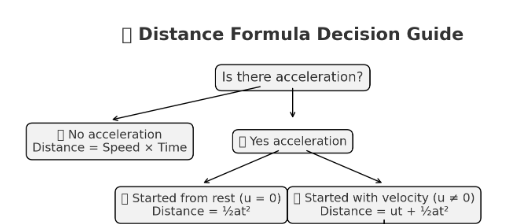 Distance Formula Decision Guide
Is there acceleration?
No acceleration
Distance = Speed × Time
Yes acceleration
Started from rest (u = 0)
Distance = ½at²
Started with velocity (u ≠ 0)
Distance = ut + ½at²